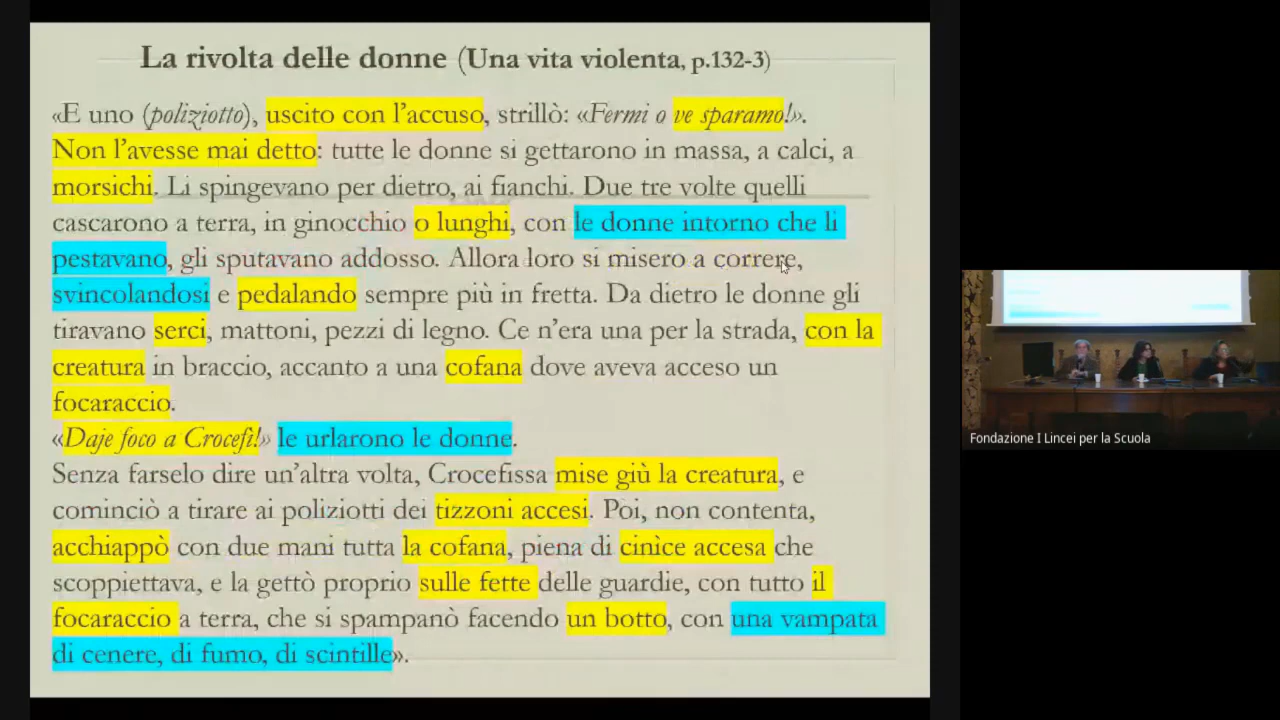 La rivolta delle donne (Una vita violenta, p.132-3)
«E uno (poliziotto), uscito con l'accuso, strillò: «Fermi o ve sparamo!».
Non l'avesse mai detto: tutte le donne si gettarono in massa, a calci, a
morsichi. Li spingevano per dietro, ai fianchi. Due tre volte quelli
cascarono a terra, in ginocchio o lunghi, con le donne intorno che li
pestavano, gli sputavano addosso. Allora loro si misero a correre,
svincolandosi e pedalando sempre più in fretta. Da dietro le donne gli
tiravano serci, mattoni, pezzi di legno. Ce n'era una per la strada, con la
creatura in braccio, accanto a una cofana dove aveva acceso un
focaraccio.
«Daje foco a Crocefì!» le urlarono le donne.
Senza farselo dire un'altra volta, Crocefissa mise giù la creatura, e
cominciò a tirare ai poliziotti dei tizzoni accesi. Poi, non contenta,
acchiappò con due mani tutta la cofana, piena di cinìce accesa che
scoppiettava, e la gettò proprio sulle fette delle guardie, con tutto il
focaraccio a terra, che si spampanò facendo un botto, con una vampata
di cenere, di fumo, di scintille».
Fondazione I Lincei per la Scuola